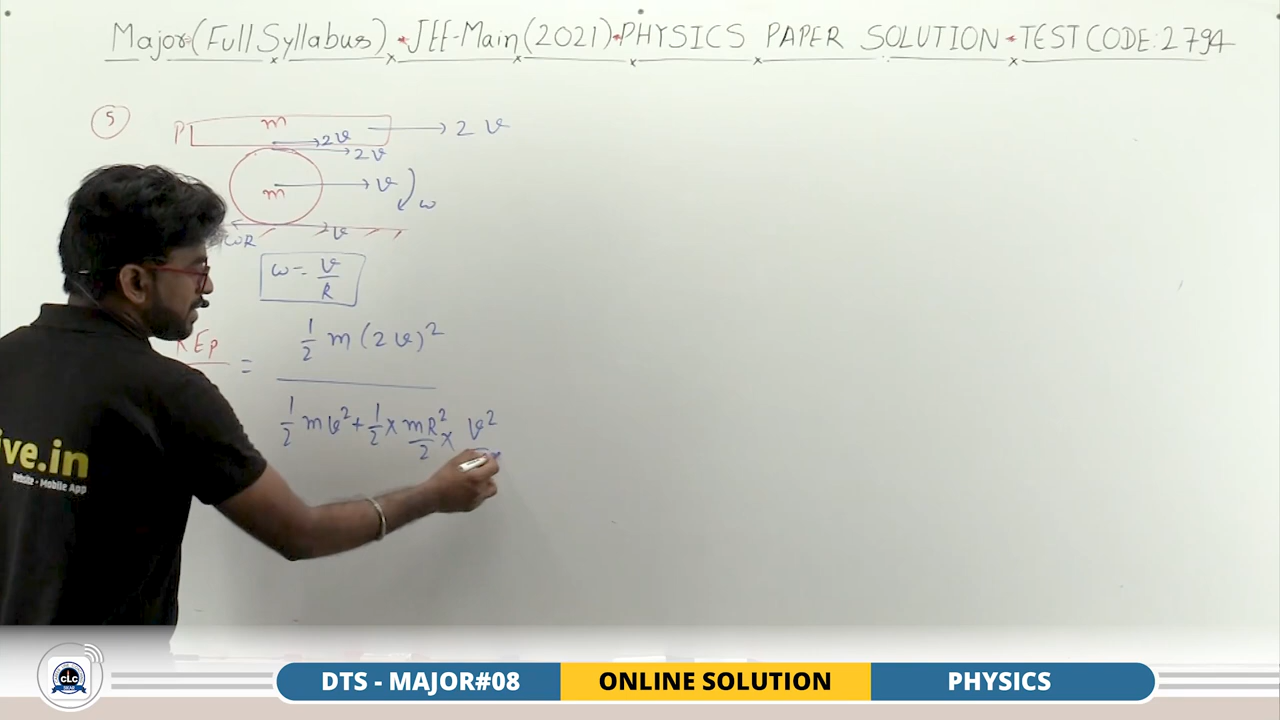 Major (Full Syllabus) • JEE-Main (2021) • PHYSICS PAPER SOLUTION • TEST CODE: 2794
5
P m 2v
2v
2v
m v ω
ωR v
ω = v/R
KEp = 1/2 m (2v)²
1/2 mv² + 1/2 × mR²/2 × v²
ve.in
Website - Mobile App
CLC
DTS - MAJOR#08 ONLINE SOLUTION PHYSICS